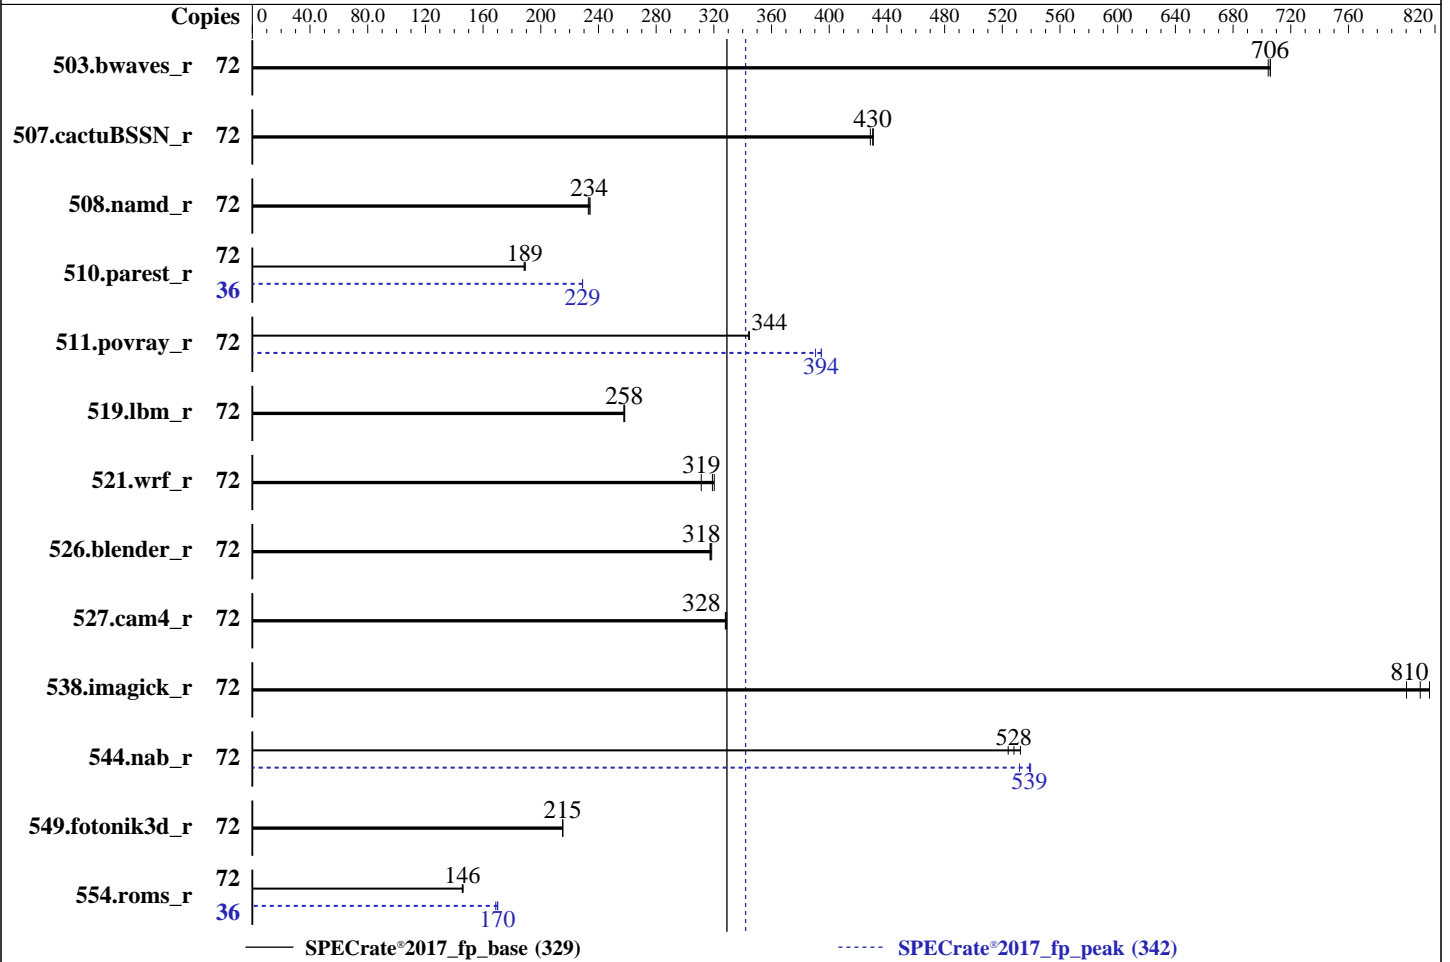 Copies 0 40.0 80.0 120 160 200 240 280 320 360 400 440 480 520 560 600 640 680 720 760 820
503.bwaves_r 72 706
507.cactuBSSN_r 72 430
508.namd_r 72 234
510.parest_r 72 189
36 229
511.povray_r 72 344
394
519.lbm_r 72 258
521.wrf_r 72 319
526.blender_r 72 318
527.cam4_r 72 328
538.imagick_r 72 810
544.nab_r 72 528
539
549.fotonik3d_r 72 215
554.roms_r 72 146
36 170
SPECrate®2017_fp_base (329) SPECrate®2017_fp_peak (342)